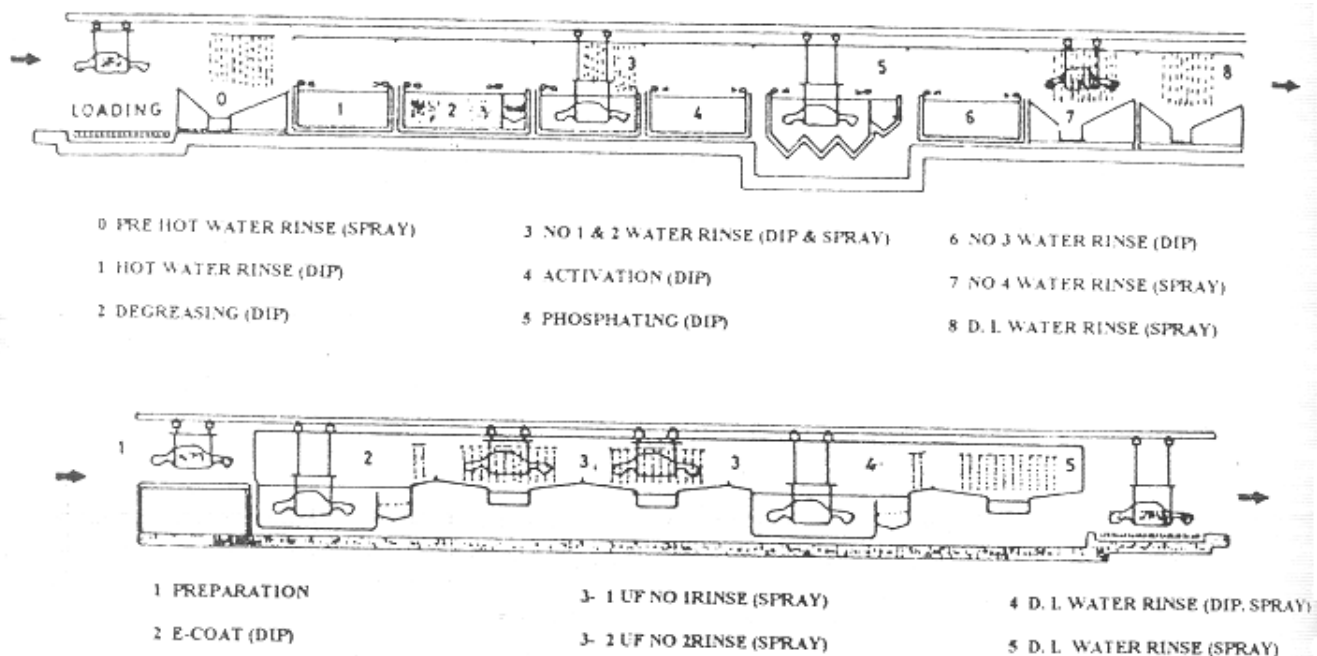 LOADING
0
1
2
3
3
4
5
6
7
8
0 PRE HOT WATER RINSE (SPRAY)
1 HOT WATER RINSE (DIP)
2 DEGREASING (DIP)
3 NO 1 & 2 WATER RINSE (DIP & SPRAY)
4 ACTIVATION (DIP)
5 PHOSPHATING (DIP)
6 NO 3 WATER RINSE (DIP)
7 NO 4 WATER RINSE (SPRAY)
8 D. I. WATER RINSE (SPRAY)
1
2
3
3
4
5
1 PREPARATION
2 E-COAT (DIP)
3- 1 UF NO 1RINSE (SPRAY)
3- 2 UF NO 2RINSE (SPRAY)
4 D. I. WATER RINSE (DIP, SPRAY)
5 D. I. WATER RINSE (SPRAY)